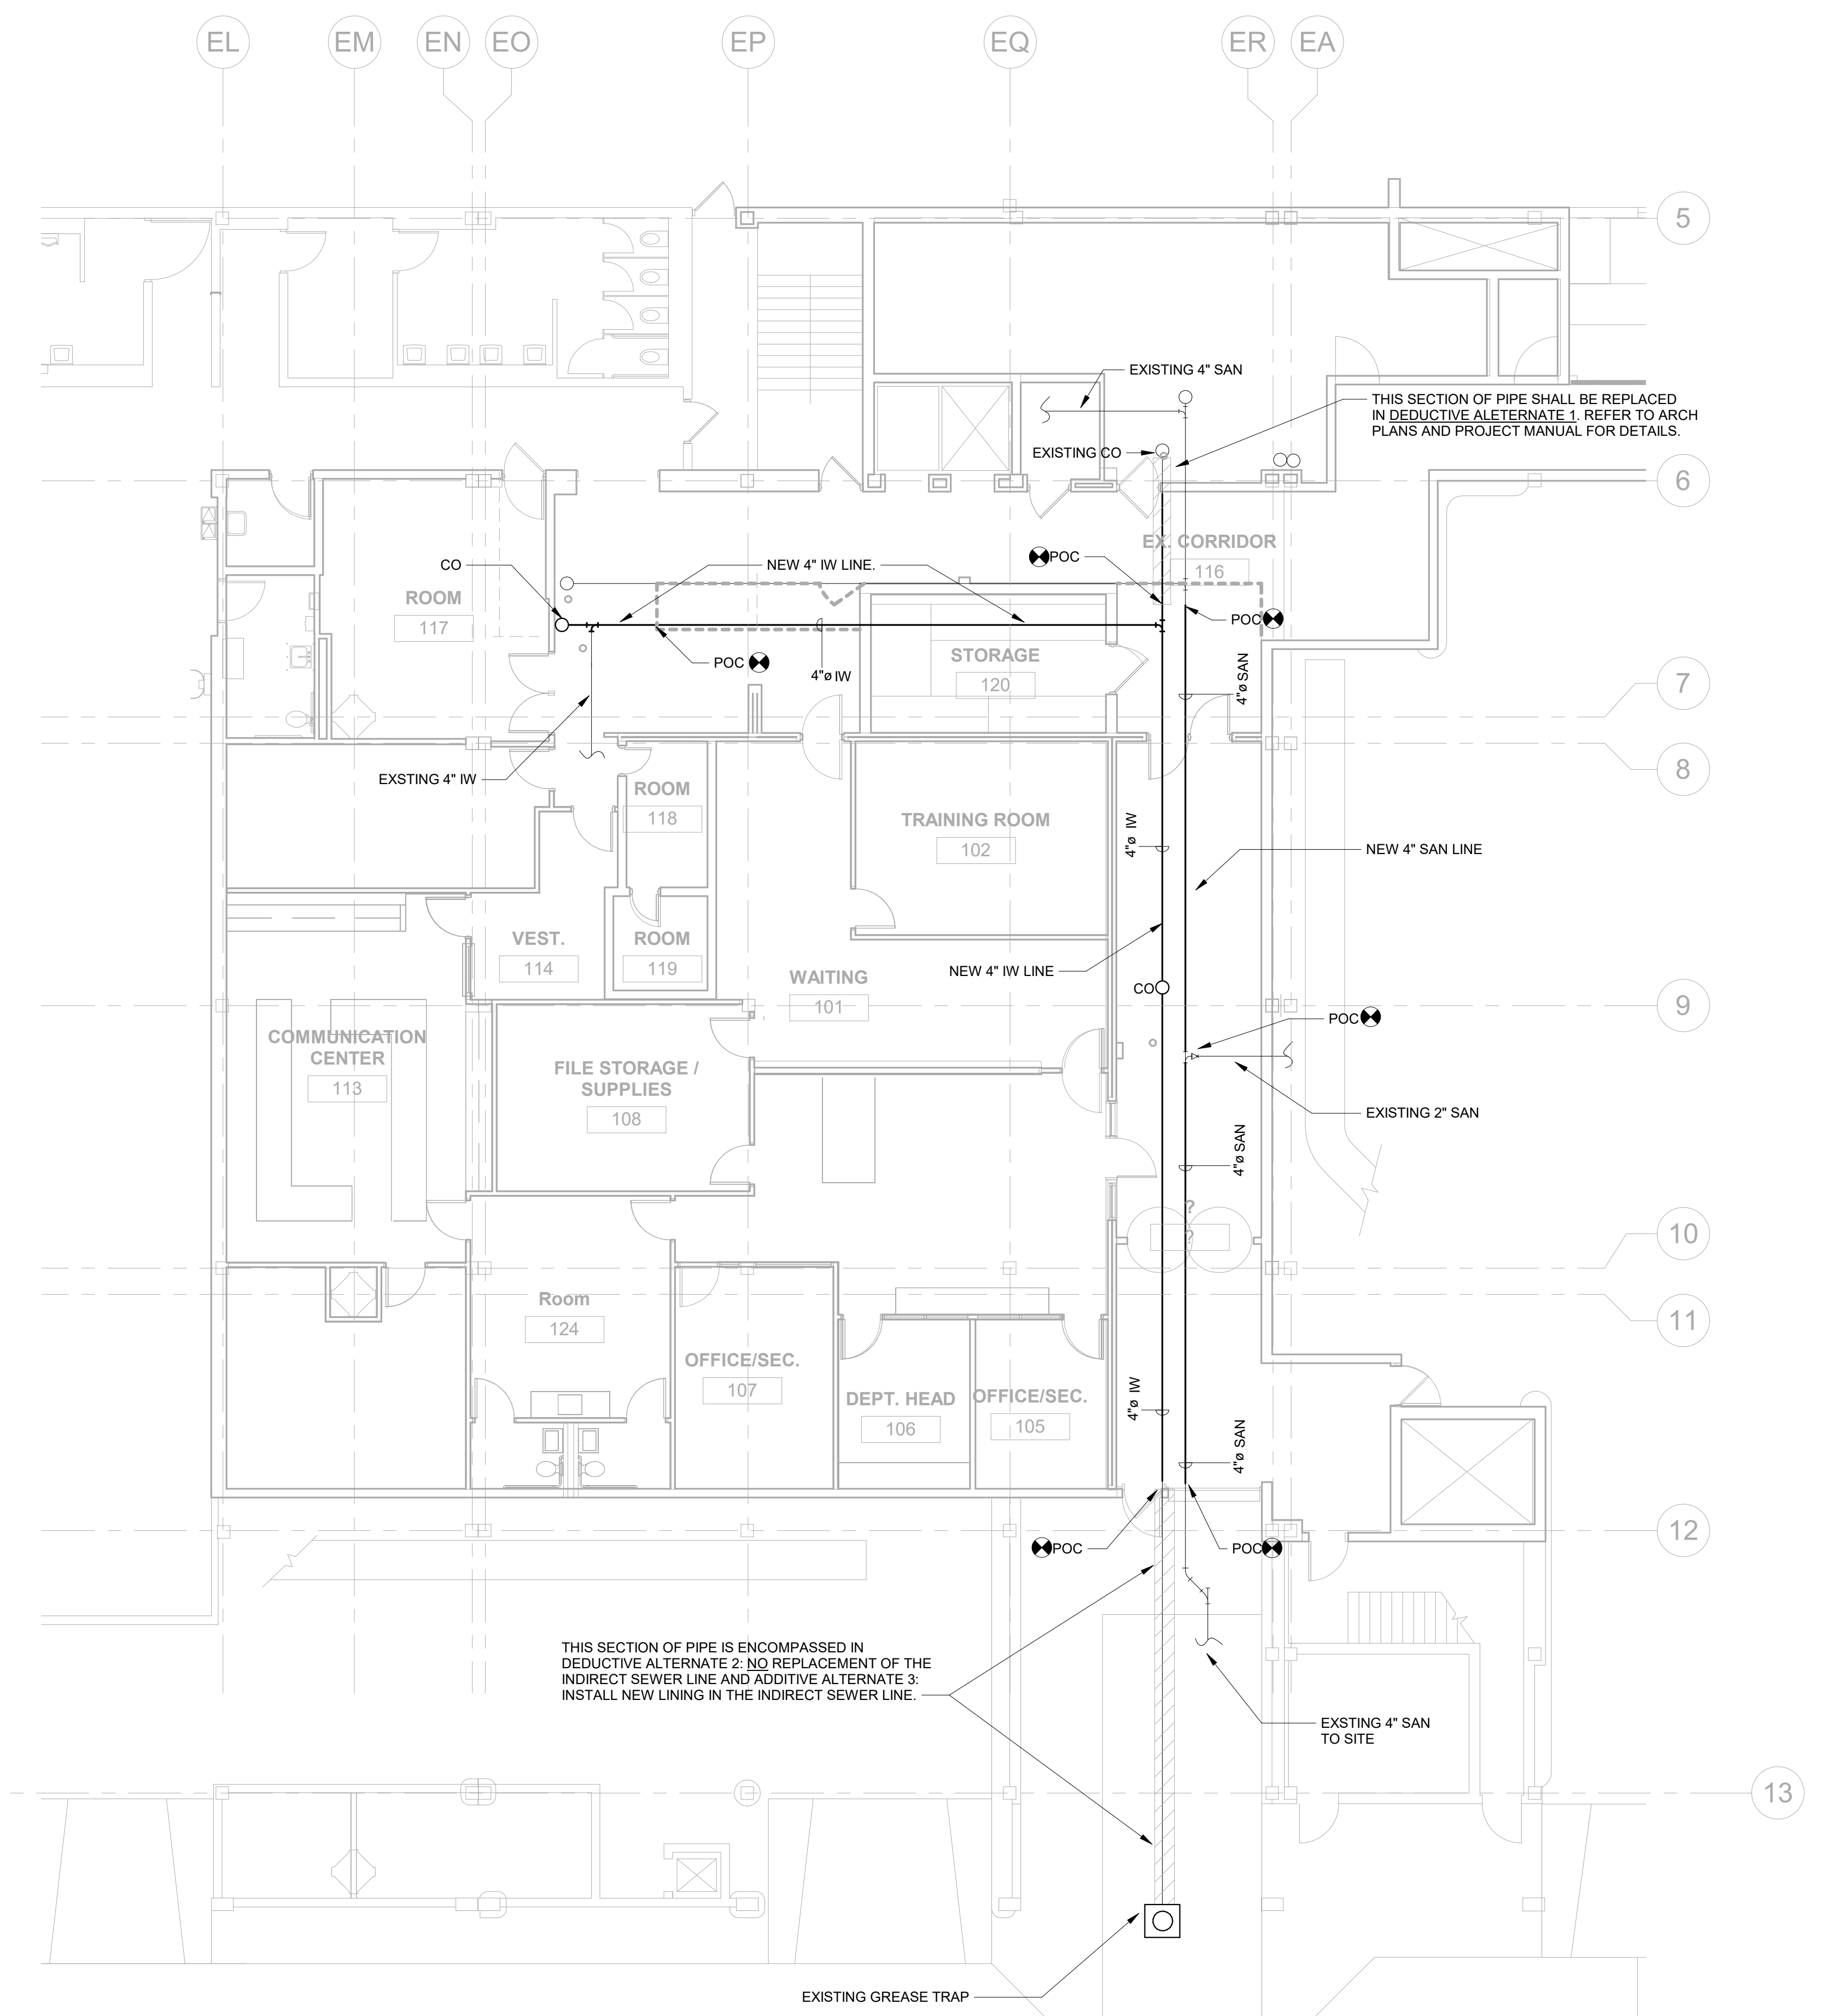 EL
EM
EN
EO
EP
EQ
ER
EA
5
EXISTING 4" SAN
THIS SECTION OF PIPE SHALL BE REPLACED
IN DEDUCTIVE ALETERNATE 1. REFER TO ARCH
PLANS AND PROJECT MANUAL FOR DETAILS.
EXISTING CO
6
EX. CORRIDOR
116
POC
CO
NEW 4" IW LINE.
ROOM
117
POC
POC
4"ø IW
STORAGE
120
4"ø SAN
7
8
EXSTING 4" IW
ROOM
118
TRAINING ROOM
102
4"ø IW
NEW 4" SAN LINE
VEST.
114
ROOM
119
WAITING
101
NEW 4" IW LINE
CO
9
POC
COMMUNICATION
CENTER
113
FILE STORAGE /
SUPPLIES
108
EXISTING 2" SAN
4"ø SAN
?
?
10
11
Room
124
OFFICE/SEC.
107
DEPT. HEAD
106
OFFICE/SEC.
105
4"ø IW
4"ø SAN
12
POC
POC
THIS SECTION OF PIPE IS ENCOMPASSED IN
DEDUCTIVE ALTERNATE 2: NO REPLACEMENT OF THE
INDIRECT SEWER LINE AND ADDITIVE ALTERNATE 3:
INSTALL NEW LINING IN THE INDIRECT SEWER LINE.
EXSTING 4" SAN
TO SITE
13
EXISTING GREASE TRAP